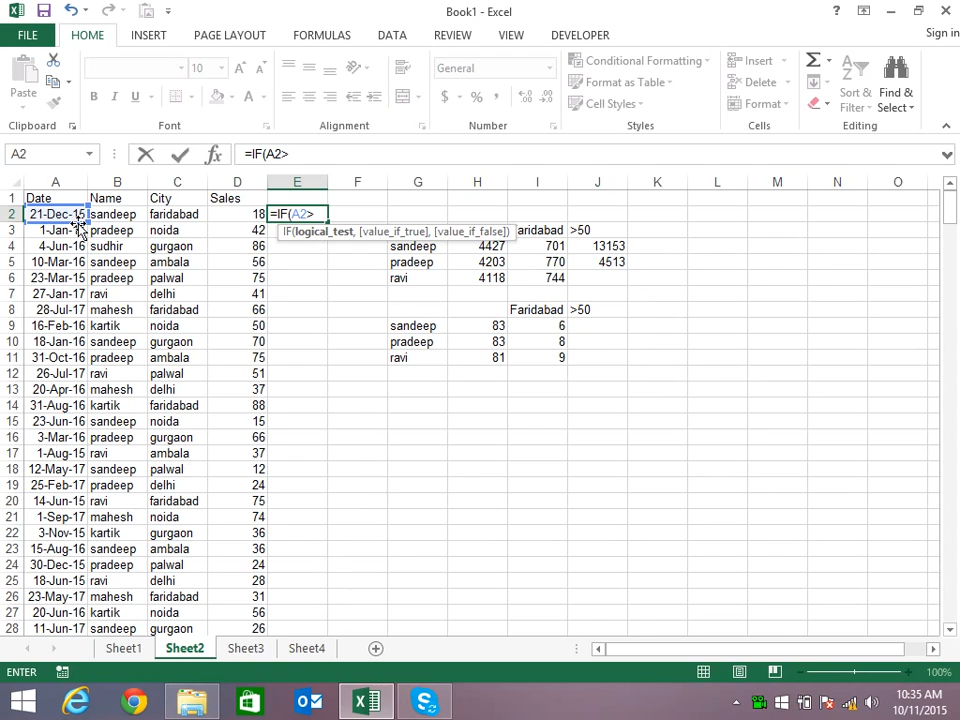 Book1 - Excel
Sign in
FILE HOME INSERT PAGE LAYOUT FORMULAS DATA REVIEW VIEW DEVELOPER
Paste
10
B I U
General
$ % ,
Conditional Formatting
Format as Table
Cell Styles
Insert
Delete
Format
Sort & Filter
Find & Select
Clipboard Font Alignment Number Styles Cells Editing
A2 fx =IF(A2>
A B C D E F G H I J K L M N O
1 Date Name City Sales
2 21-Dec-15 sandeep faridabad 18 =IF(A2>
IF(logical_test, [value_if_true], [value_if_false])
3 1-Jan- pradeep noida 42 Faridabad >50
4 4-Jun-16 sudhir gurgaon 86 sandeep 4427 701 13153
5 10-Mar-16 sandeep ambala 56 pradeep 4203 770 4513
6 23-Mar-15 pradeep palwal 75 ravi 4118 744
7 27-Jan-17 ravi delhi 41
8 28-Jul-17 mahesh faridabad 66 Faridabad >50
9 16-Feb-16 kartik noida 50 sandeep 83 6
10 18-Jan-16 sandeep gurgaon 70 pradeep 83 8
11 31-Oct-16 pradeep ambala 75 ravi 81 9
12 26-Jul-17 ravi palwal 51
13 20-Apr-16 mahesh delhi 37
14 31-Aug-16 kartik faridabad 88
15 23-Jun-16 sandeep noida 15
16 3-Mar-16 pradeep gurgaon 66
17 1-Aug-15 ravi ambala 37
18 12-May-17 sandeep palwal 12
19 25-Feb-17 pradeep delhi 24
20 14-Jun-15 ravi faridabad 75
21 1-Sep-17 mahesh noida 74
22 3-Nov-15 kartik gurgaon 36
23 15-Aug-16 sandeep ambala 36
24 30-Dec-15 pradeep palwal 24
25 18-Jun-15 ravi delhi 28
26 23-May-17 mahesh faridabad 31
27 20-Jun-16 kartik noida 56
28 11-Jun-17 sandeep gurgaon 26
Sheet1 Sheet2 Sheet3 Sheet4
ENTER 100%
10:35 AM
10/11/2015